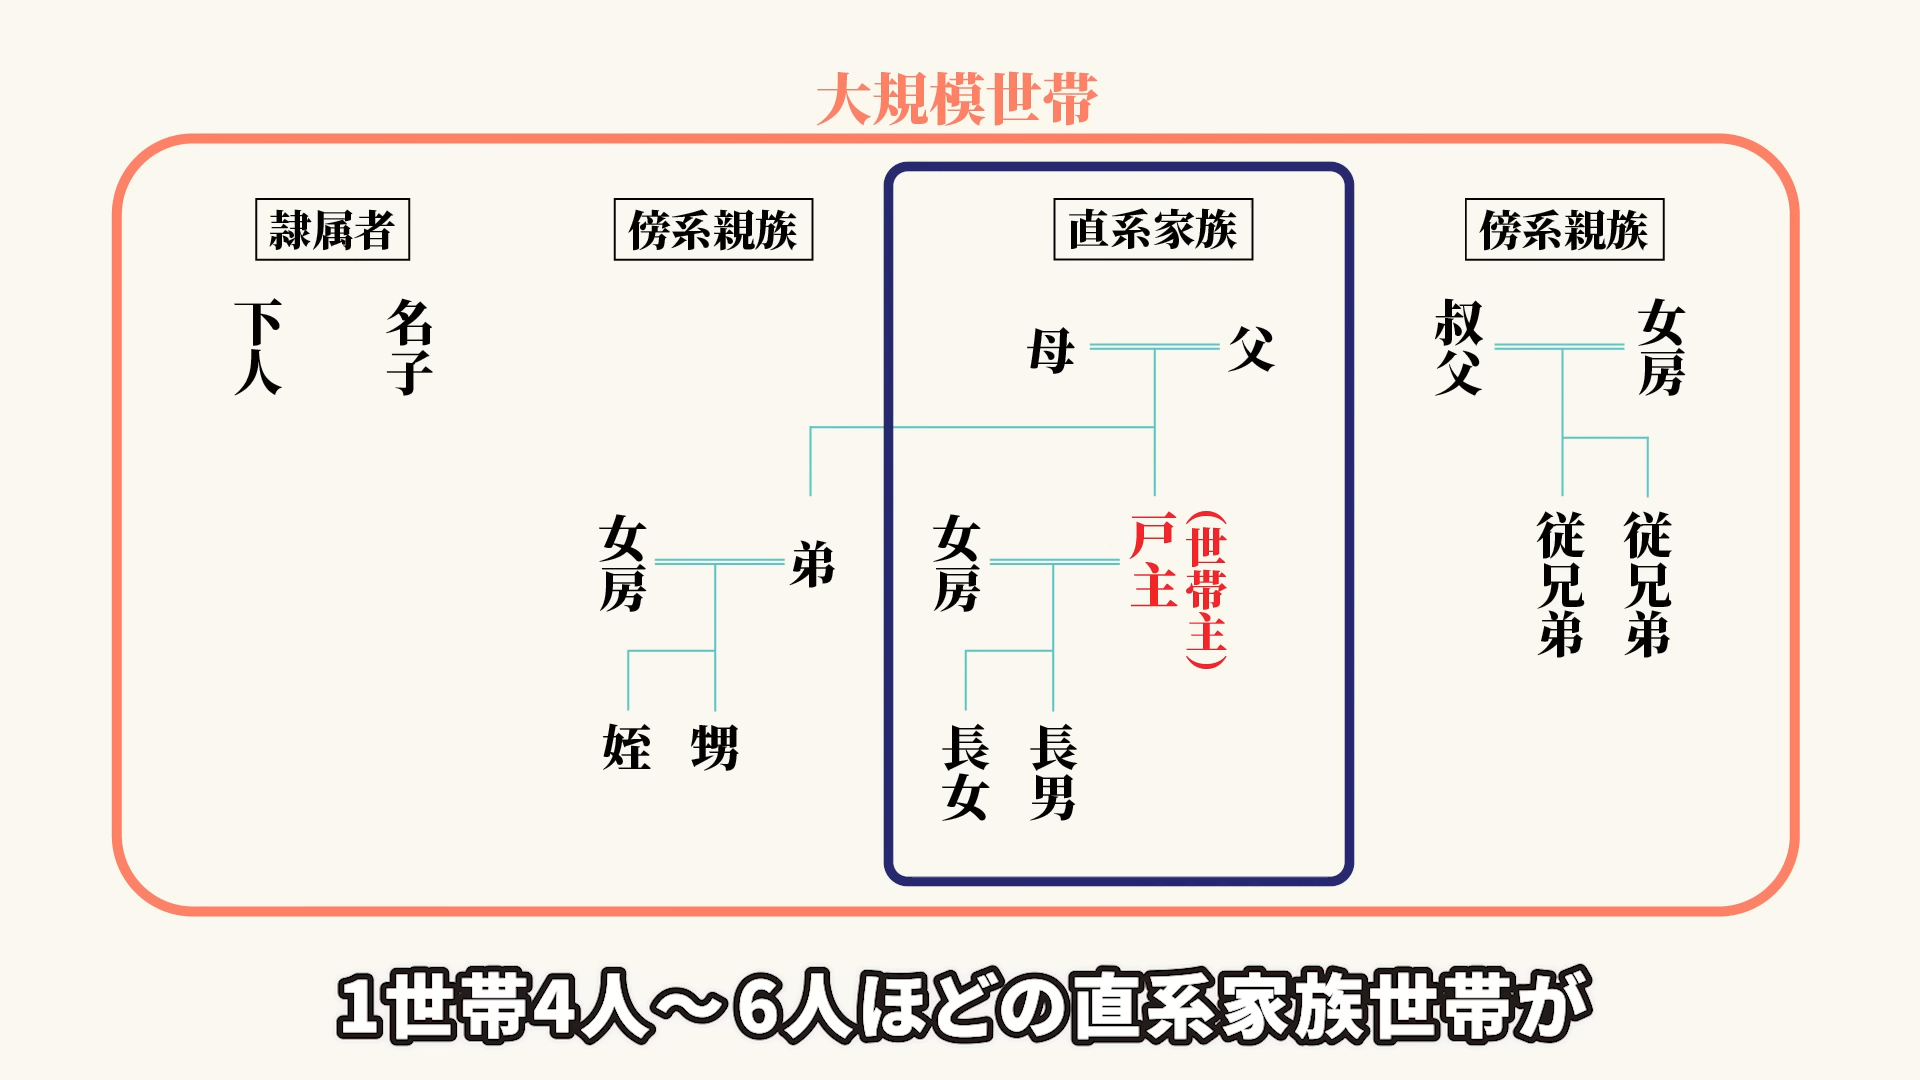 大規模世帯
隷属者
傍系親族
直系家族
傍系親族
下人
名子
母
父
叔父
女房
女房
弟
女房
戸主
(世帯主)
従兄弟
従兄弟
姪
甥
長女
長男
1世帯4人～6人ほどの直系家族世帯が